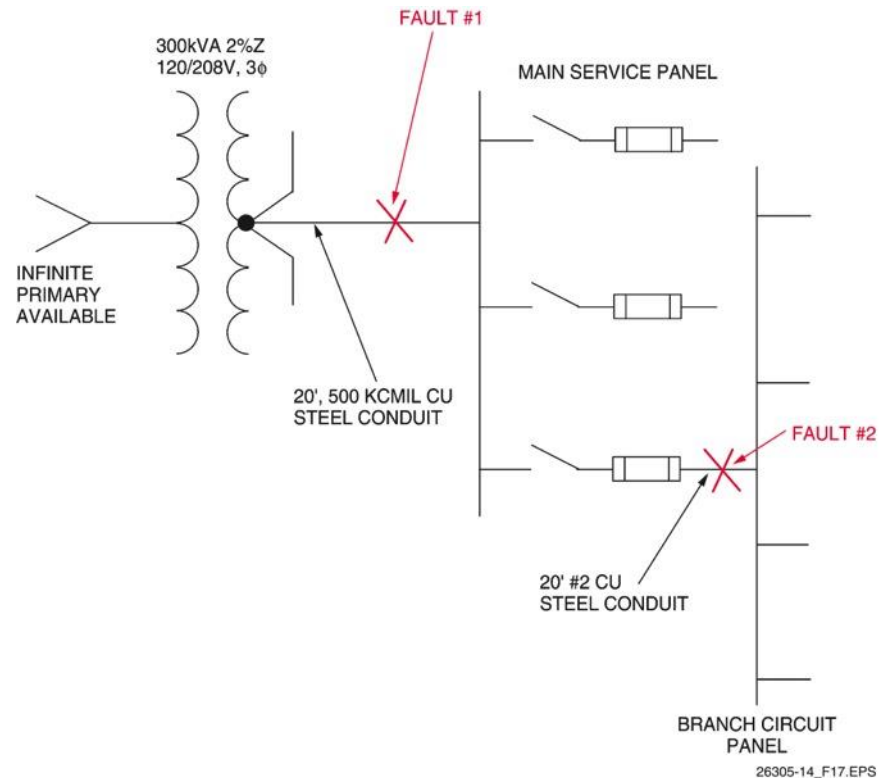 FAULT #1
300kVA 2%Z
120/208V, 3ϕ
MAIN SERVICE PANEL
INFINITE
PRIMARY
AVAILABLE
20', 500 KCMIL CU
STEEL CONDUIT
FAULT #2
20' #2 CU
STEEL CONDUIT
BRANCH CIRCUIT
PANEL
26305-14_F17.EPS